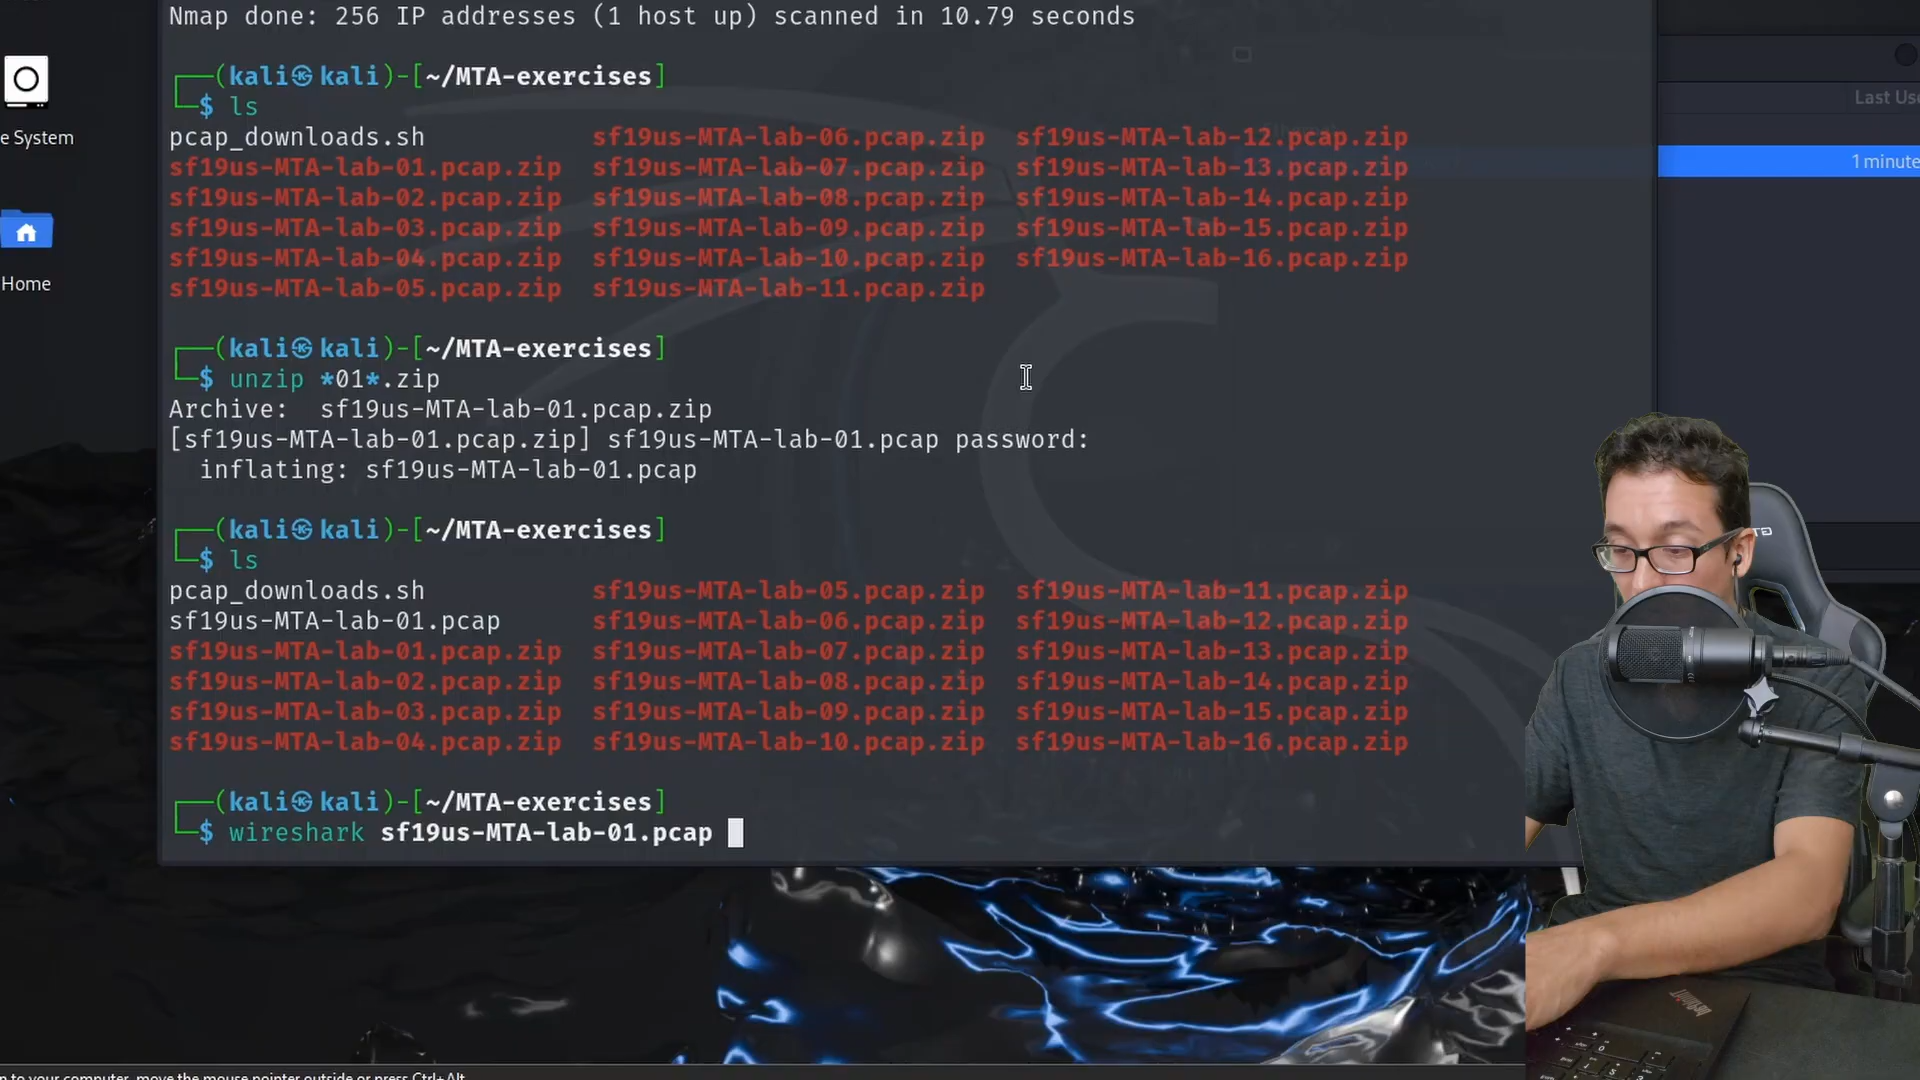 Nmap done: 256 IP addresses (1 host up) scanned in 10.79 seconds
(kali㉿kali)-[~/MTA-exercises]
$ ls
pcap_downloads.sh sf19us-MTA-lab-06.pcap.zip sf19us-MTA-lab-12.pcap.zip
sf19us-MTA-lab-01.pcap.zip sf19us-MTA-lab-07.pcap.zip sf19us-MTA-lab-13.pcap.zip
sf19us-MTA-lab-02.pcap.zip sf19us-MTA-lab-08.pcap.zip sf19us-MTA-lab-14.pcap.zip
sf19us-MTA-lab-03.pcap.zip sf19us-MTA-lab-09.pcap.zip sf19us-MTA-lab-15.pcap.zip
sf19us-MTA-lab-04.pcap.zip sf19us-MTA-lab-10.pcap.zip sf19us-MTA-lab-16.pcap.zip
sf19us-MTA-lab-05.pcap.zip sf19us-MTA-lab-11.pcap.zip
(kali㉿kali)-[~/MTA-exercises]
$ unzip *01*.zip
Archive: sf19us-MTA-lab-01.pcap.zip
[sf19us-MTA-lab-01.pcap.zip] sf19us-MTA-lab-01.pcap password:
inflating: sf19us-MTA-lab-01.pcap
(kali㉿kali)-[~/MTA-exercises]
$ ls
pcap_downloads.sh sf19us-MTA-lab-05.pcap.zip sf19us-MTA-lab-11.pcap.zip
sf19us-MTA-lab-01.pcap sf19us-MTA-lab-06.pcap.zip sf19us-MTA-lab-12.pcap.zip
sf19us-MTA-lab-01.pcap.zip sf19us-MTA-lab-07.pcap.zip sf19us-MTA-lab-13.pcap.zip
sf19us-MTA-lab-02.pcap.zip sf19us-MTA-lab-08.pcap.zip sf19us-MTA-lab-14.pcap.zip
sf19us-MTA-lab-03.pcap.zip sf19us-MTA-lab-09.pcap.zip sf19us-MTA-lab-15.pcap.zip
sf19us-MTA-lab-04.pcap.zip sf19us-MTA-lab-10.pcap.zip sf19us-MTA-lab-16.pcap.zip
(kali㉿kali)-[~/MTA-exercises]
$ wireshark sf19us-MTA-lab-01.pcap
e System
Home
Last Use
1 minute
n to your computer, move the mouse pointer outside or press Ctrl+Alt.